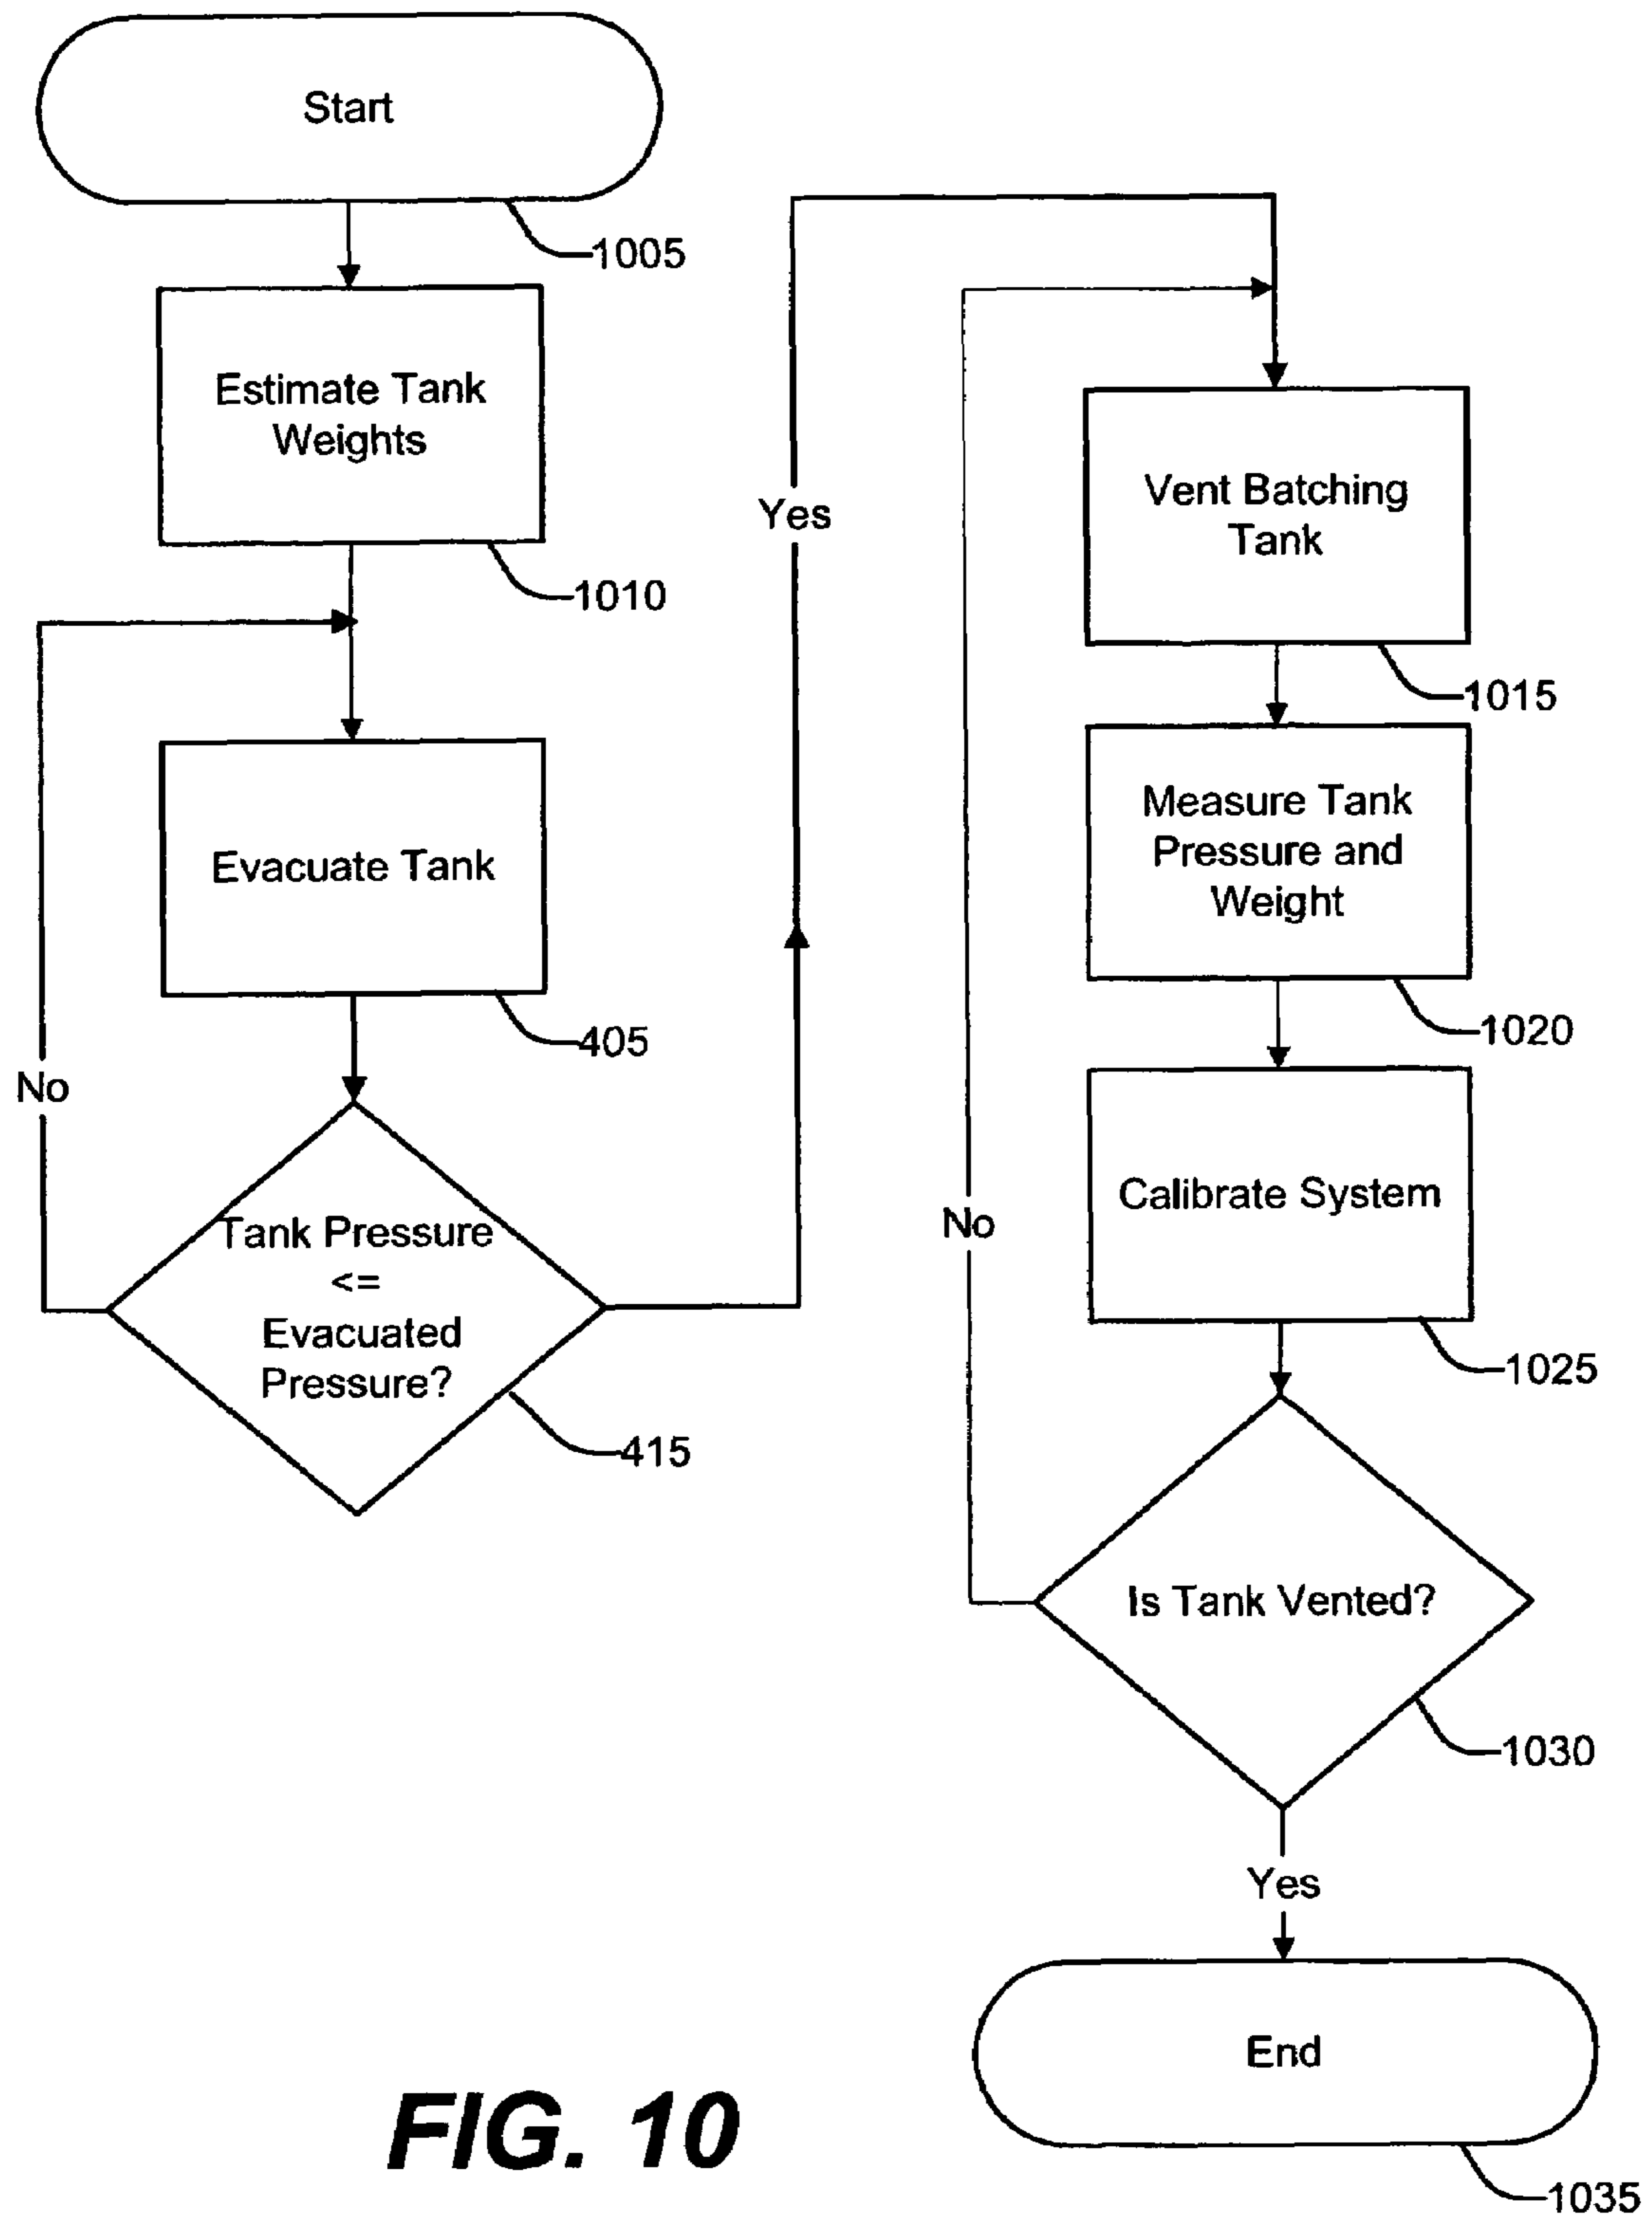 Start
1005
Estimate Tank
Weights
1010
Evacuate Tank
405
No
Tank Pressure
<=
Evacuated
Pressure?
415
Yes
Vent Batching
Tank
1015
Measure Tank
Pressure and
Weight
1020
Calibrate System
1025
No
Is Tank Vented?
1030
Yes
End
1035
FIG. 10